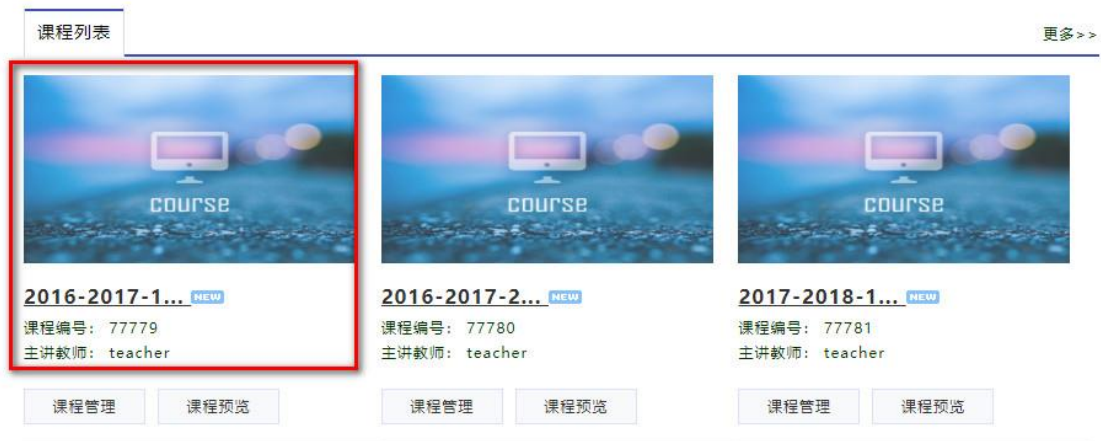 课程列表
更多>>
course
course
course
2016-2017-1... NEW
2016-2017-2... NEW
2017-2018-1... NEW
课程编号： 77779
课程编号： 77780
课程编号： 77781
主讲教师： teacher
主讲教师： teacher
主讲教师： teacher
课程管理
课程预览
课程管理
课程预览
课程管理
课程预览